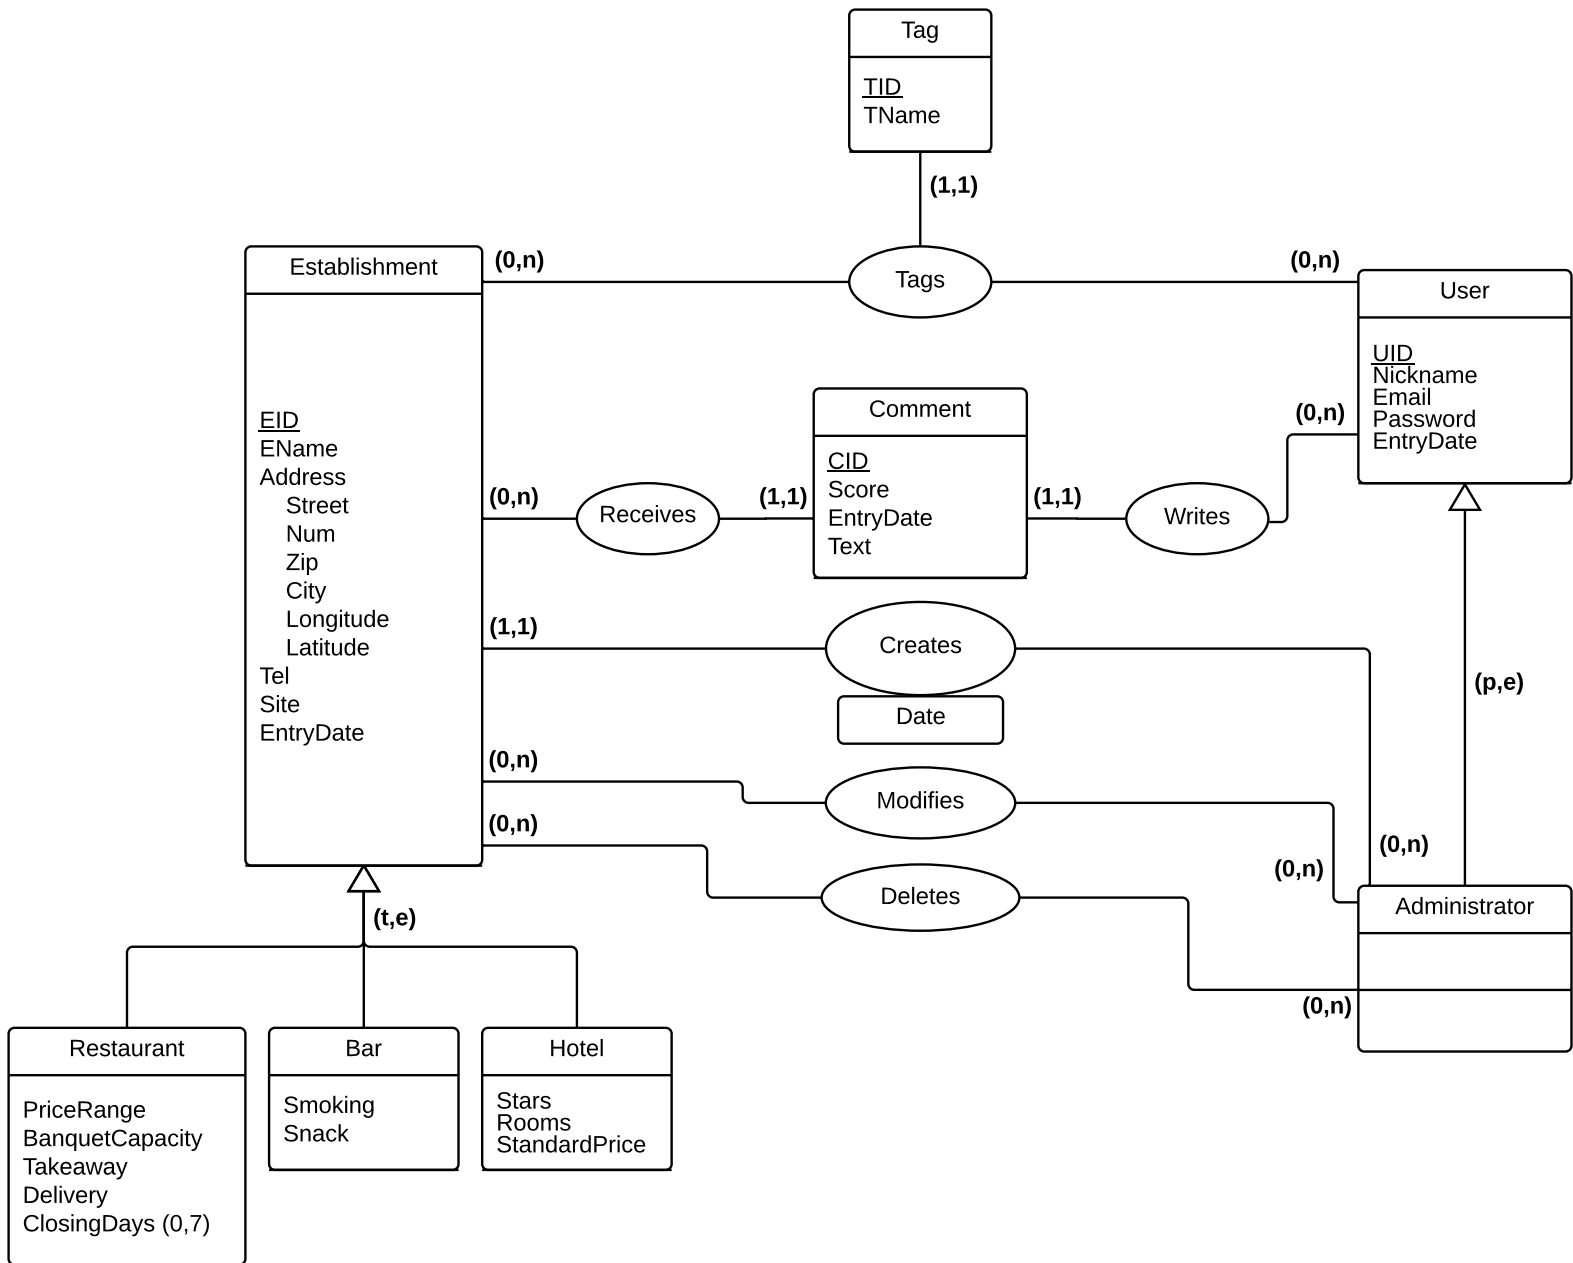 Tag
TID
TName
(1,1)
(0,n)
Tags
(0,n)
Establishment
EID
EName
Address
Street
Num
Zip
City
Longitude
Latitude
Tel
Site
EntryDate
User
UID
Nickname
Email
Password
EntryDate
Comment
CID
Score
EntryDate
Text
(0,n)
Receives
(1,1)
(1,1)
Writes
(0,n)
(1,1)
Creates
Date
(0,n)
(p,e)
(0,n)
Modifies
(0,n)
(0,n)
Deletes
(0,n)
Administrator
(t,e)
Restaurant
PriceRange
BanquetCapacity
Takeaway
Delivery
ClosingDays (0,7)
Bar
Smoking
Snack
Hotel
Stars
Rooms
StandardPrice